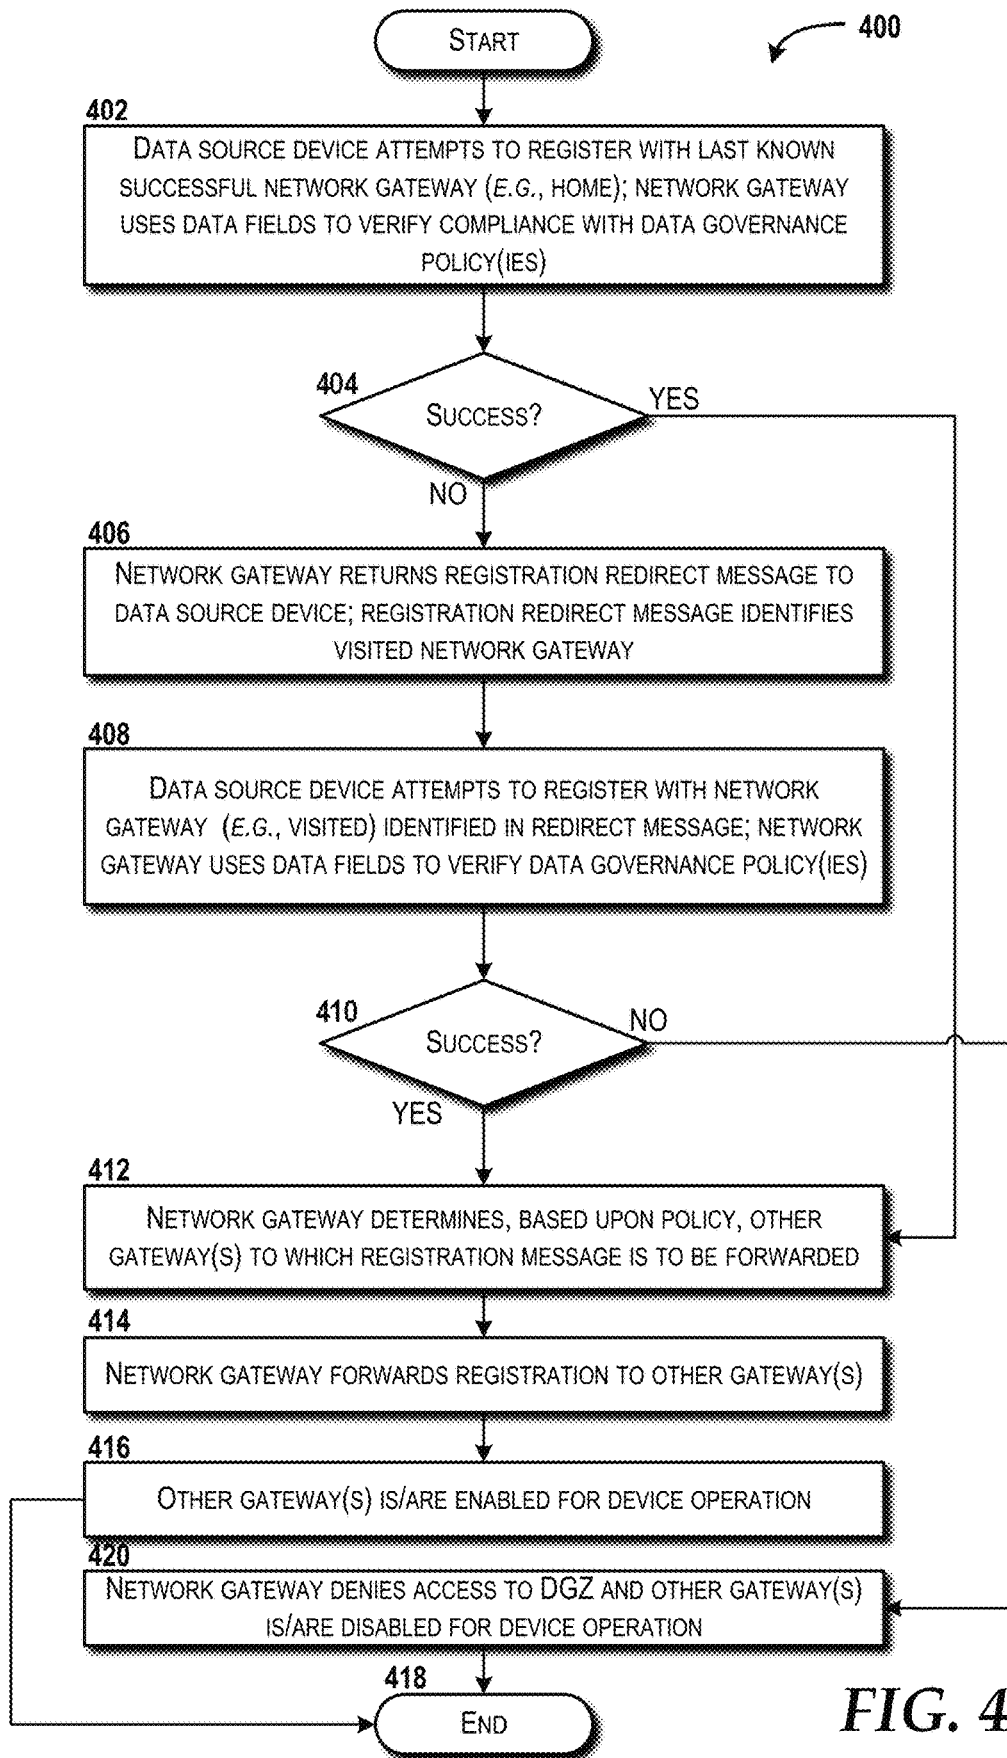 START
400
402
DATA SOURCE DEVICE ATTEMPTS TO REGISTER WITH LAST KNOWN
SUCCESSFUL NETWORK GATEWAY (E.G., HOME); NETWORK GATEWAY
USES DATA FIELDS TO VERIFY COMPLIANCE WITH DATA GOVERNANCE
POLICY(IES)
404
SUCCESS?
YES
NO
406
NETWORK GATEWAY RETURNS REGISTRATION REDIRECT MESSAGE TO
DATA SOURCE DEVICE; REGISTRATION REDIRECT MESSAGE IDENTIFIES
VISITED NETWORK GATEWAY
408
DATA SOURCE DEVICE ATTEMPTS TO REGISTER WITH NETWORK
GATEWAY (E.G., VISITED) IDENTIFIED IN REDIRECT MESSAGE; NETWORK
GATEWAY USES DATA FIELDS TO VERIFY DATA GOVERNANCE POLICY(IES)
410
SUCCESS?
NO
YES
412
NETWORK GATEWAY DETERMINES, BASED UPON POLICY, OTHER
GATEWAY(S) TO WHICH REGISTRATION MESSAGE IS TO BE FORWARDED
414
NETWORK GATEWAY FORWARDS REGISTRATION TO OTHER GATEWAY(S)
416
OTHER GATEWAY(S) IS/ARE ENABLED FOR DEVICE OPERATION
420
NETWORK GATEWAY DENIES ACCESS TO DGZ AND OTHER GATEWAY(S)
IS/ARE DISABLED FOR DEVICE OPERATION
418
END
FIG. 4